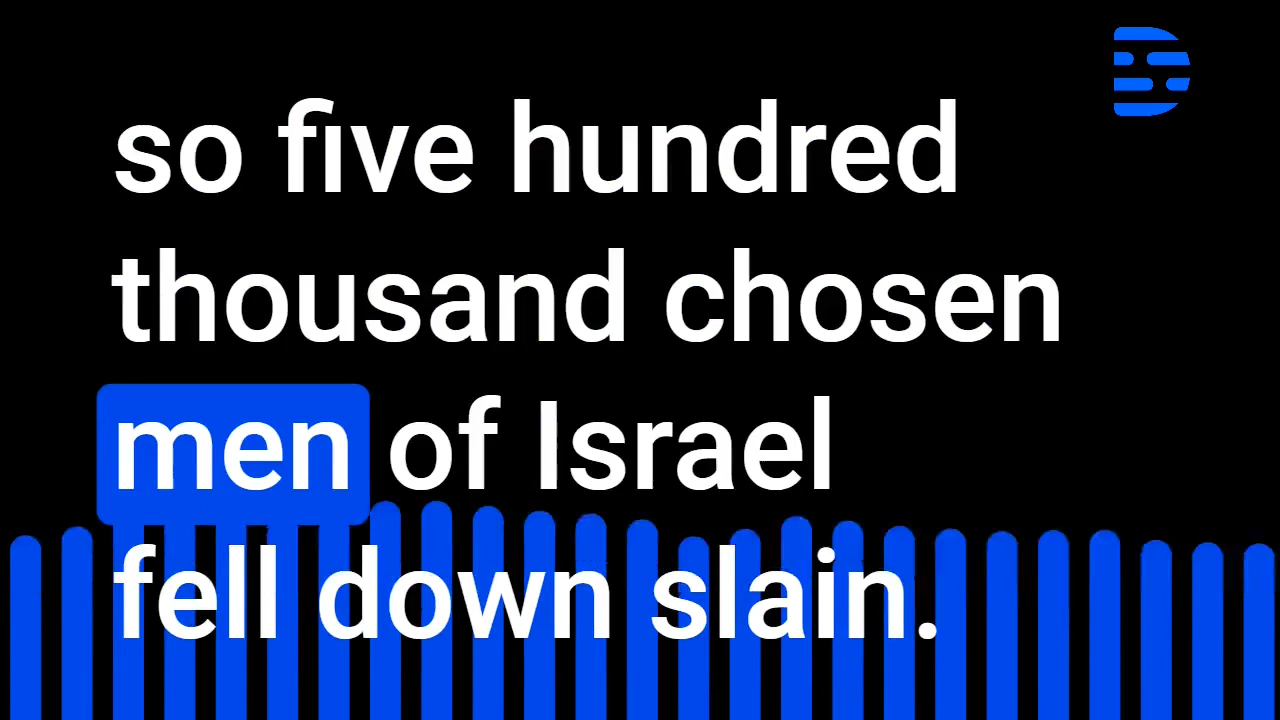 so five hundred
thousand chosen
men of Israel
fell down slain.